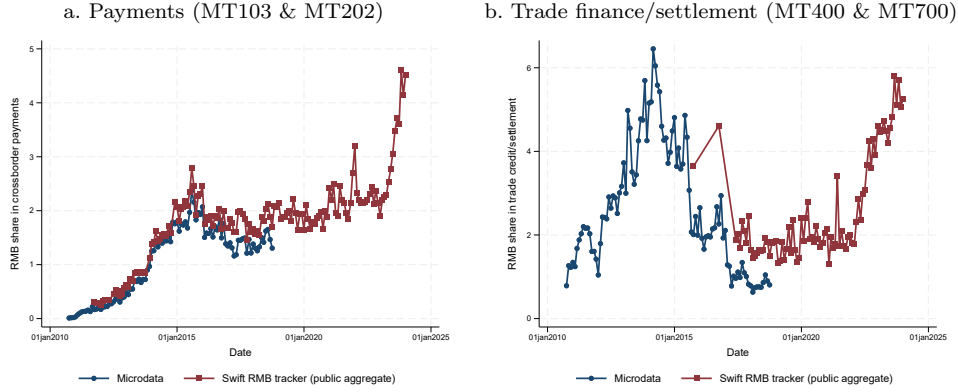 a. Payments (MT103 & MT202)
5
4
3
2
1
0
RMB share in crossborder payments
01jan2010 01jan2015 01jan2020 01jan2025
Date
Microdata Swift RMB tracker (public aggregate)
b. Trade finance/settlement (MT400 & MT700)
6
4
2
0
RMB share in trade credit/settlement
01jan2010 01jan2015 01jan2020 01jan2025
Date
Microdata Swift RMB tracker (public aggregate)